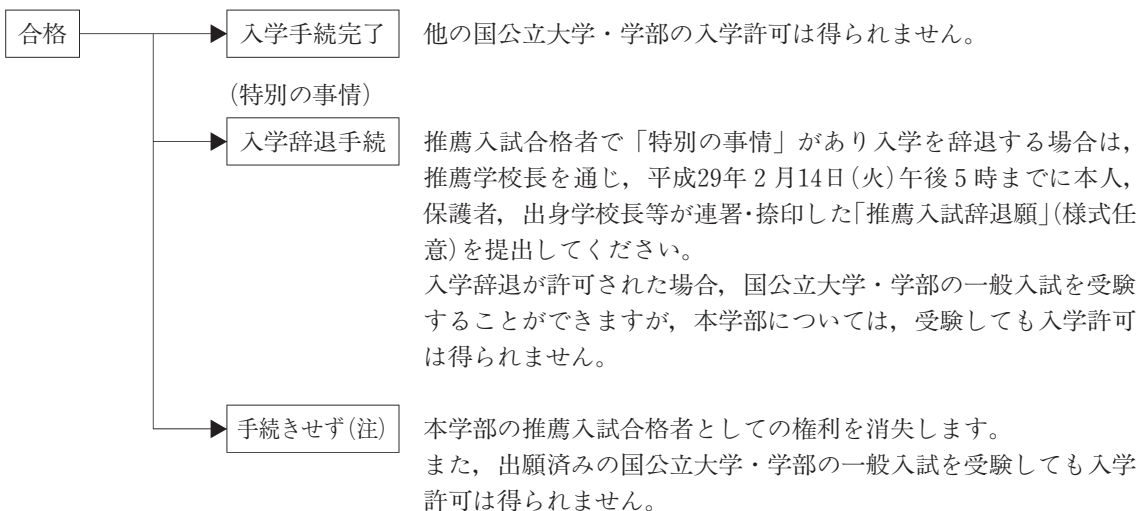 合格
入学手続完了
他の国公立大学・学部の入学許可は得られません。
(特別の事情)
入学辞退手続
推薦入試合格者で「特別の事情」があり入学を辞退する場合は，
推薦学校長を通じ，平成29年２月14日(火)午後５時までに本人，
保護者，出身学校長等が連署・捺印した「推薦入試辞退願」(様式任
意)を提出してください。
入学辞退が許可された場合，国公立大学・学部の一般入試を受験
することができますが，本学部については，受験しても入学許可
は得られません。
手続きせず(注)
本学部の推薦入試合格者としての権利を消失します。
また，出願済みの国公立大学・学部の一般入試を受験しても入学
許可は得られません。